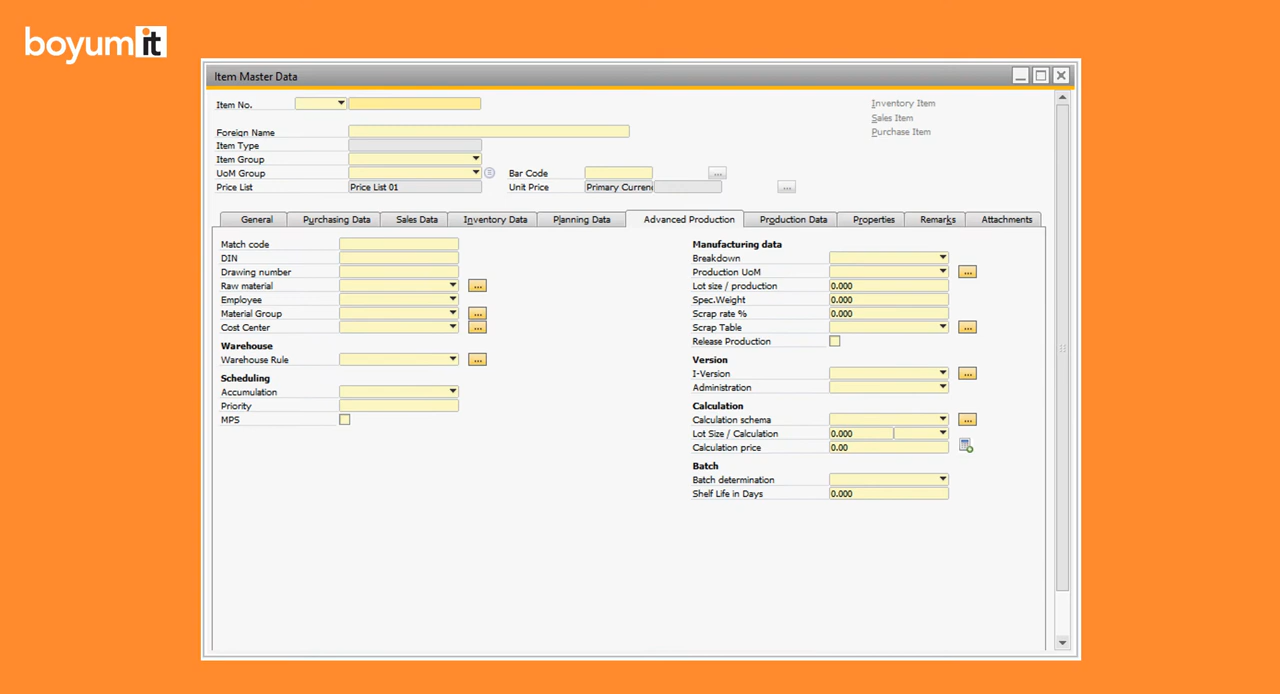 boyumit
Item Master Data
Item No.
Inventory Item
Sales Item
Purchase Item
Foreign Name
Item Type
Item Group
UoM Group
Bar Code
...
Price List
Price List 01
Unit Price
Primary Curren
...
General
Purchasing Data
Sales Data
Inventory Data
Planning Data
Advanced Production
Production Data
Properties
Remarks
Attachments
Match code
DIN
Drawing number
Raw material
...
Employee
Material Group
...
Cost Center
...
Warehouse
Warehouse Rule
...
Scheduling
Accumulation
Priority
MPS
Manufacturing data
Breakdown
Production UoM
...
Lot size / production
0.000
Spec.Weight
0.000
Scrap rate %
0.000
Scrap Table
...
Release Production
Version
I-Version
...
Administration
Calculation
Calculation schema
...
Lot Size / Calculation
0.000
Calculation price
0.00
Batch
Batch determination
Shelf Life in Days
0.000